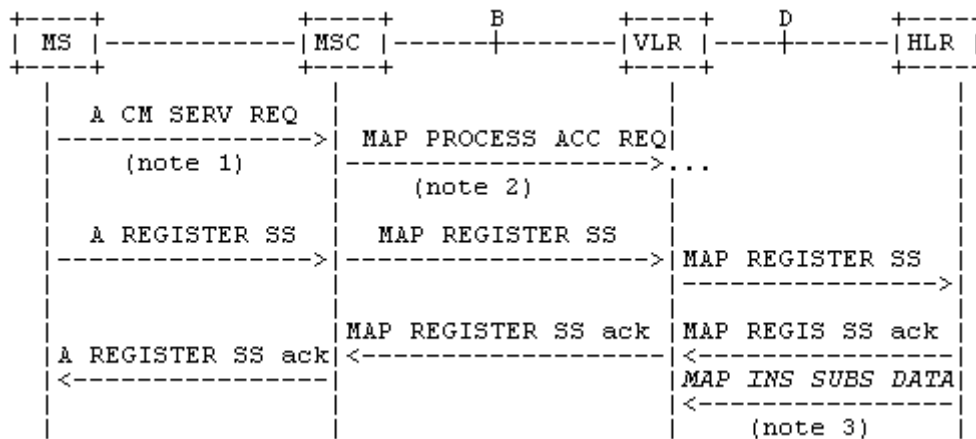 B D
MS MSC VLR HLR
A CM SERV REQ
MAP PROCESS ACC REQ
(note 1)
...
(note 2)
A REGISTER SS MAP REGISTER SS
MAP REGISTER SS
MAP REGISTER SS ack MAP REGIS SS ack
A REGISTER SS ack
MAP INS SUBS DATA
(note 3)